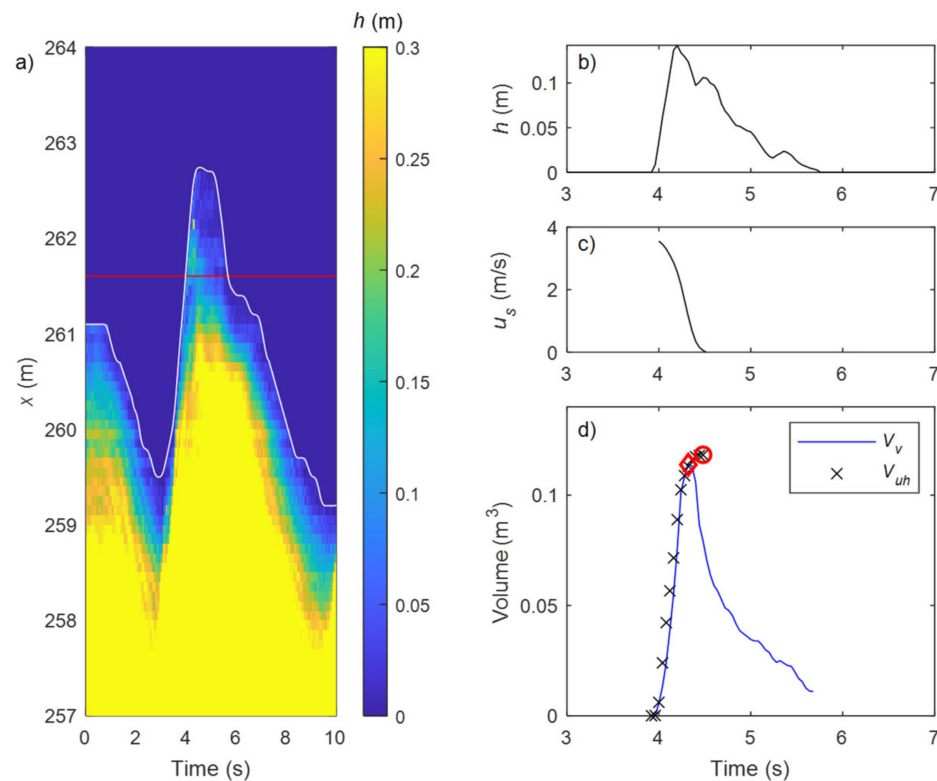 a)
h (m)
264
263
262
261
260
259
258
257
x (m)
0 2 4 6 8 10
Time (s)
0.3
0.25
0.2
0.15
0.1
0.05
0
b)
h (m)
0.1
0.05
0
3 4 5 6 7
c)
u_s (m/s)
4
2
0
3 4 5 6 7
d)
Volume (m³)
0.1
0.05
0
3 4 5 6 7
Time (s)
V_v
V_uh